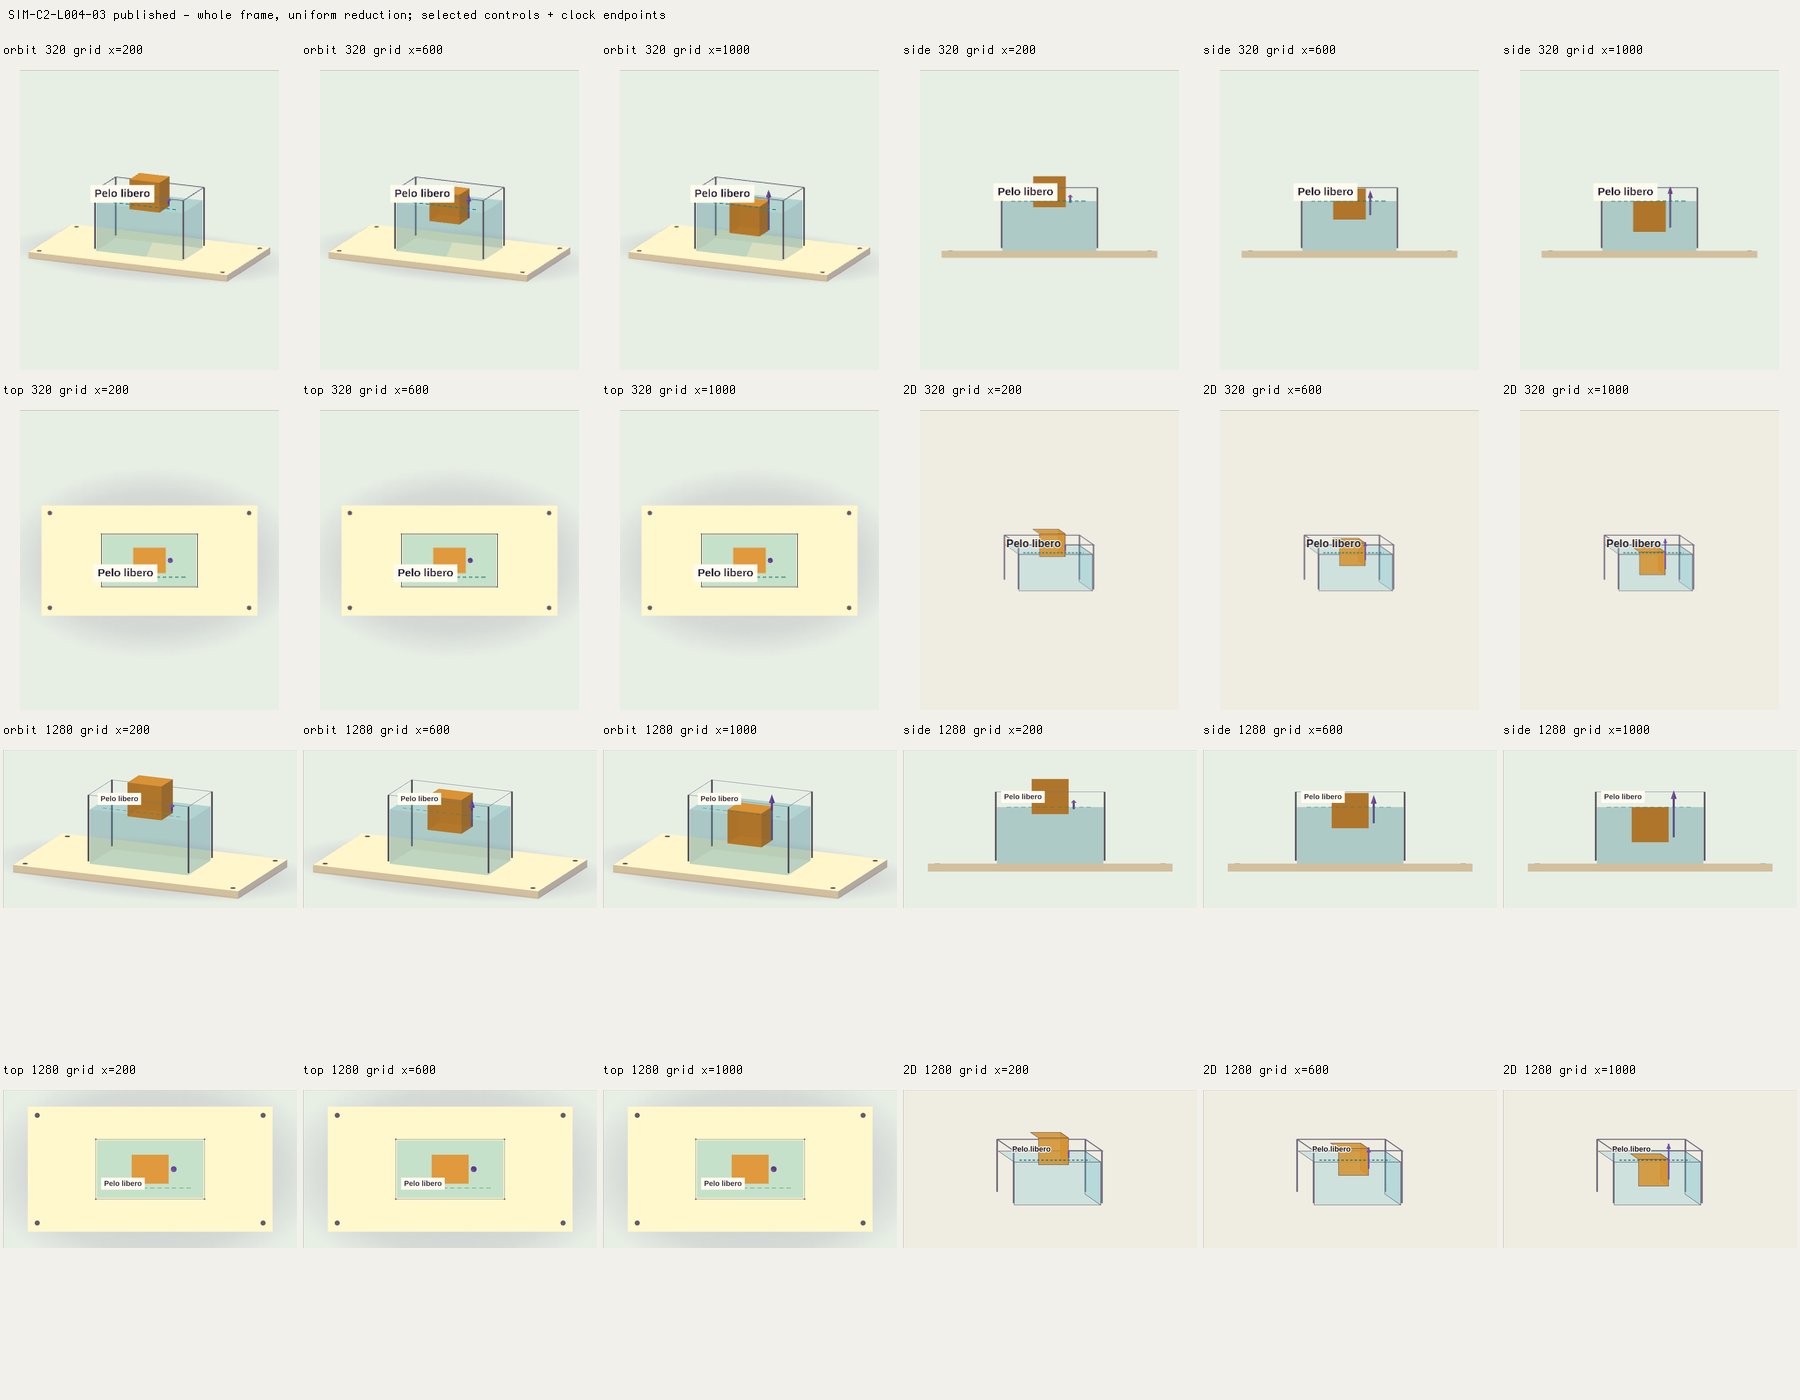 SIM-C2-L004-03 published — whole frame, uniform reduction; selected controls + clock endpoints
orbit 320 grid x=200
orbit 320 grid x=600
orbit 320 grid x=1000
side 320 grid x=200
side 320 grid x=600
side 320 grid x=1000
Pelo libero
Pelo libero
Pelo libero
Pelo libero
Pelo libero
Pelo libero
top 320 grid x=200
top 320 grid x=600
top 320 grid x=1000
2D 320 grid x=200
2D 320 grid x=600
2D 320 grid x=1000
Pelo libero
Pelo libero
Pelo libero
Pelo libero
Pelo libero
Pelo libero
orbit 1280 grid x=200
orbit 1280 grid x=600
orbit 1280 grid x=1000
side 1280 grid x=200
side 1280 grid x=600
side 1280 grid x=1000
Pelo libero
Pelo libero
Pelo libero
Pelo libero
Pelo libero
Pelo libero
top 1280 grid x=200
top 1280 grid x=600
top 1280 grid x=1000
2D 1280 grid x=200
2D 1280 grid x=600
2D 1280 grid x=1000
Pelo libero
Pelo libero
Pelo libero
Pelo libero
Pelo libero
Pelo libero